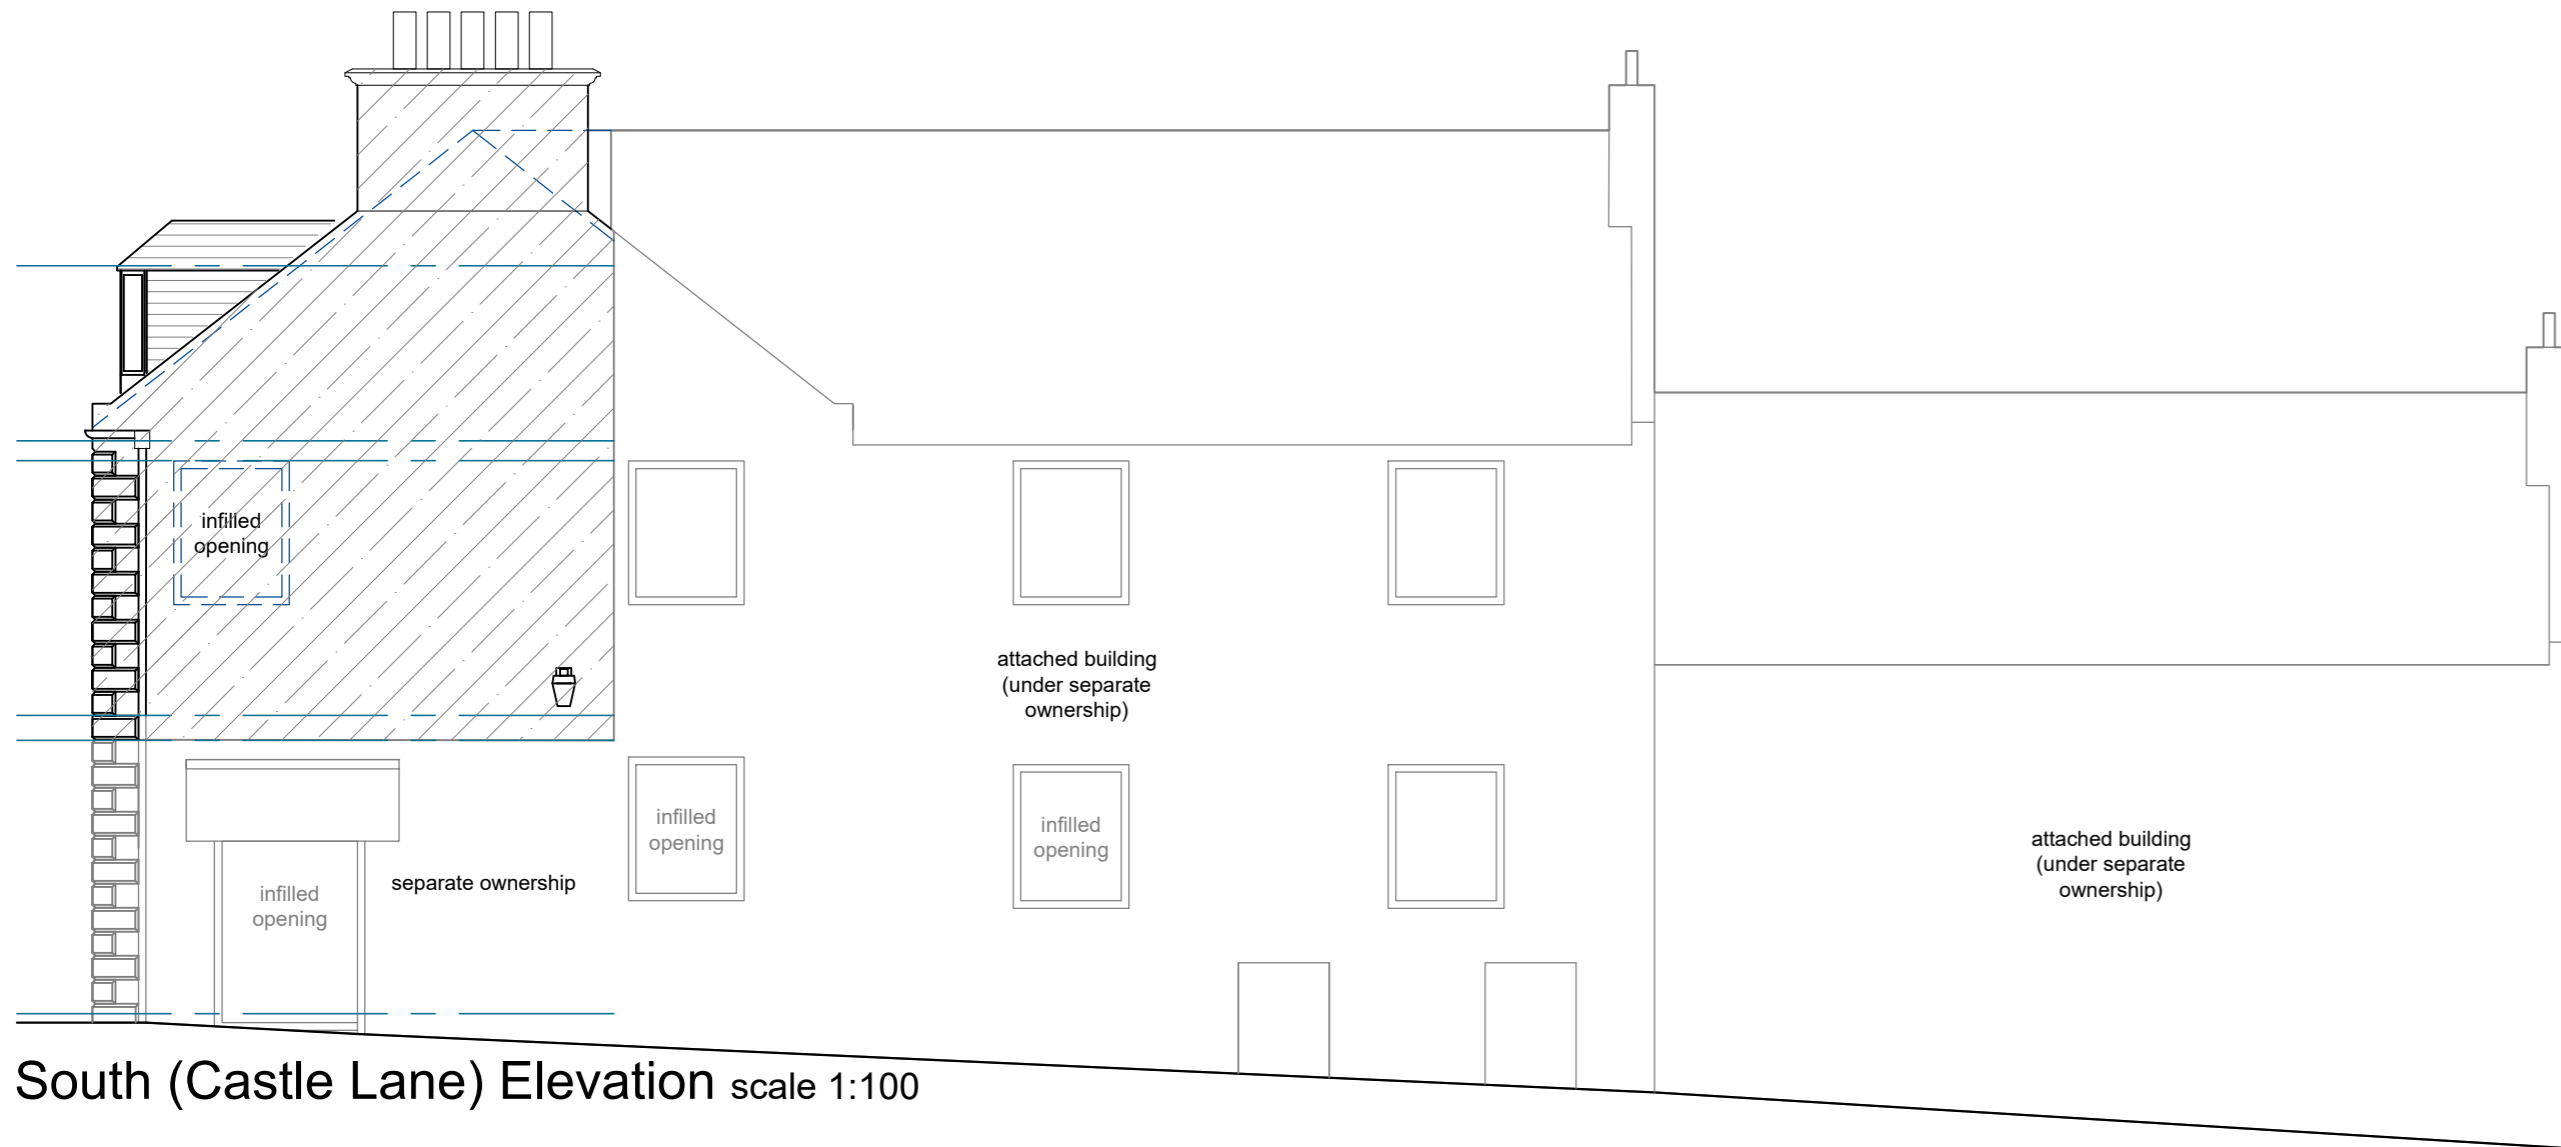 infilled
opening
attached building
(under separate
ownership)
infilled
opening
infilled
opening
infilled
opening
separate ownership
attached building
(under separate
ownership)
South (Castle Lane) Elevation scale 1:100